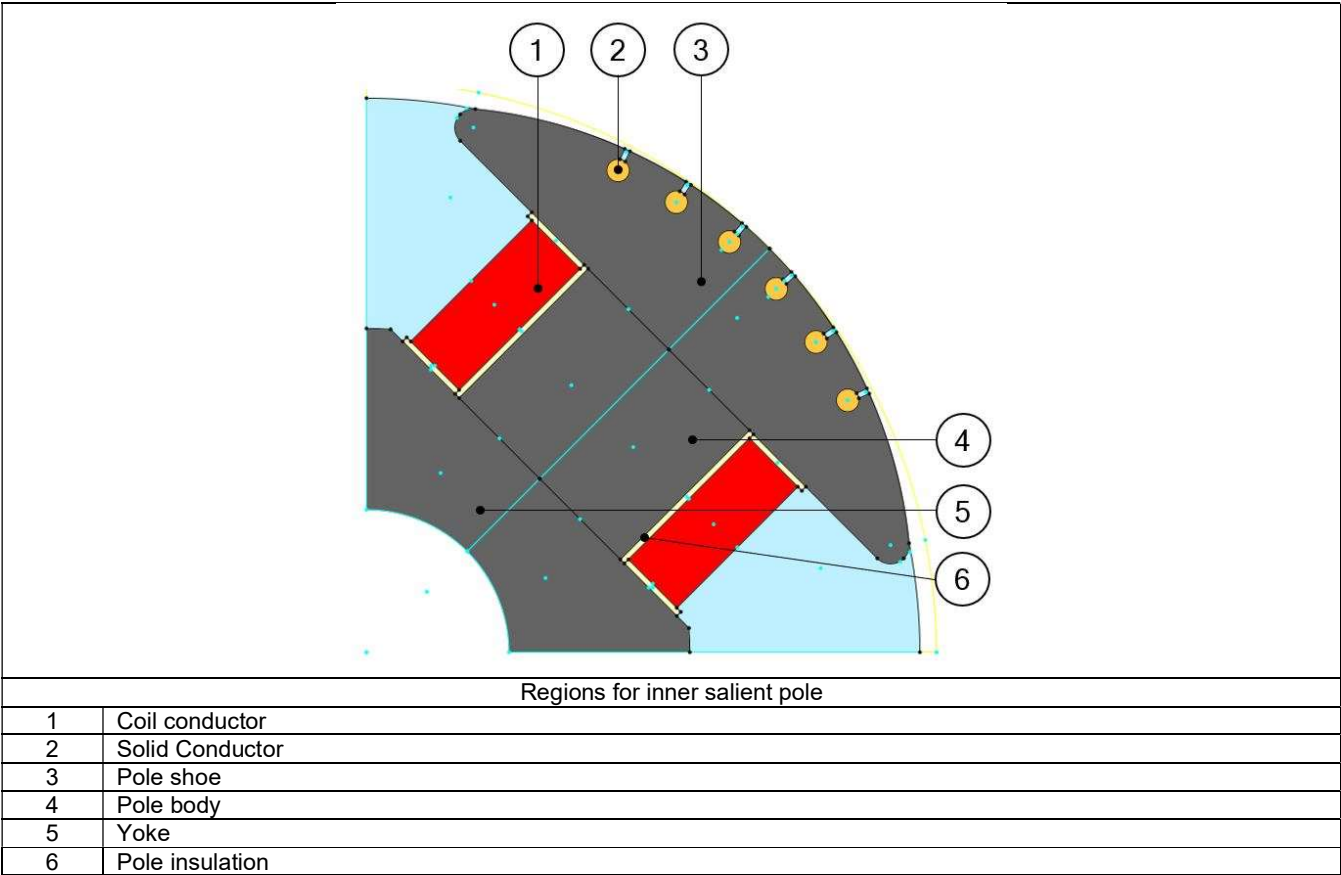 1 2 3
4
5
6
Regions for inner salient pole
1 Coil conductor
2 Solid Conductor
3 Pole shoe
4 Pole body
5 Yoke
6 Pole insulation